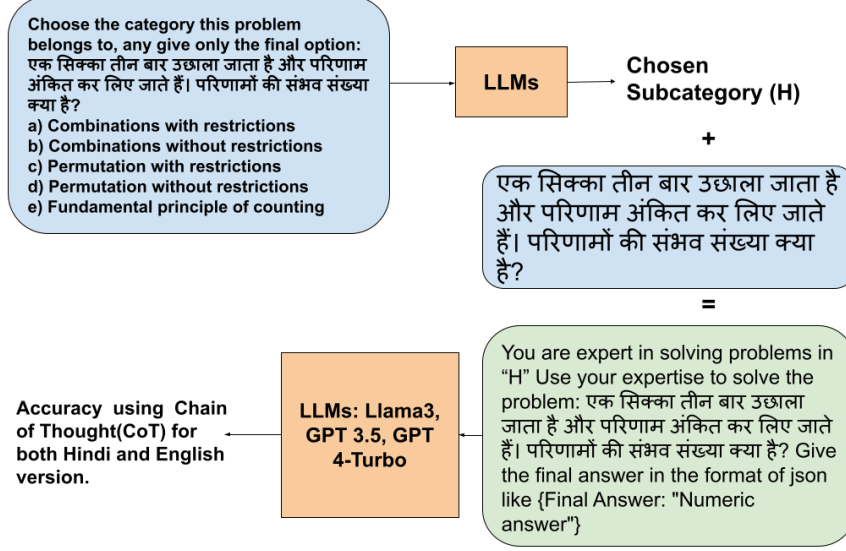 Choose the category this problem
belongs to, any give only the final option:
एक सिक्का तीन बार उछाला जाता है और परिणाम
अंकित कर लिए जाते हैं। परिणामों की संभव संख्या
क्या है?
a) Combinations with restrictions
b) Combinations without restrictions
c) Permutation with restrictions
d) Permutation without restrictions
e) Fundamental principle of counting
LLMs
Chosen
Subcategory (H)
+
एक सिक्का तीन बार उछाला जाता है
और परिणाम अंकित कर लिए जाते
हैं। परिणामों की संभव संख्या क्या
है?
=
You are expert in solving problems in
“H” Use your expertise to solve the
problem: एक सिक्का तीन बार उछाला
जाता है और परिणाम अंकित कर लिए जाते
हैं। परिणामों की संभव संख्या क्या है? Give
the final answer in the format of json
like {Final Answer: "Numeric
answer"}
LLMs: Llama3,
GPT 3.5, GPT
4-Turbo
Accuracy using Chain
of Thought(CoT) for
both Hindi and English
version.